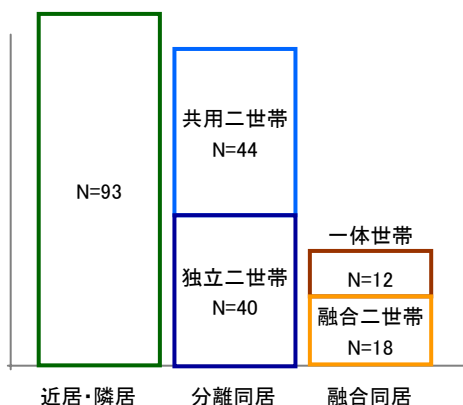 共用二世帯
N=44
N=93
一体世帯
N=12
独立二世帯
N=40
融合二世帯
N=18
近居・隣居
分離同居
融合同居